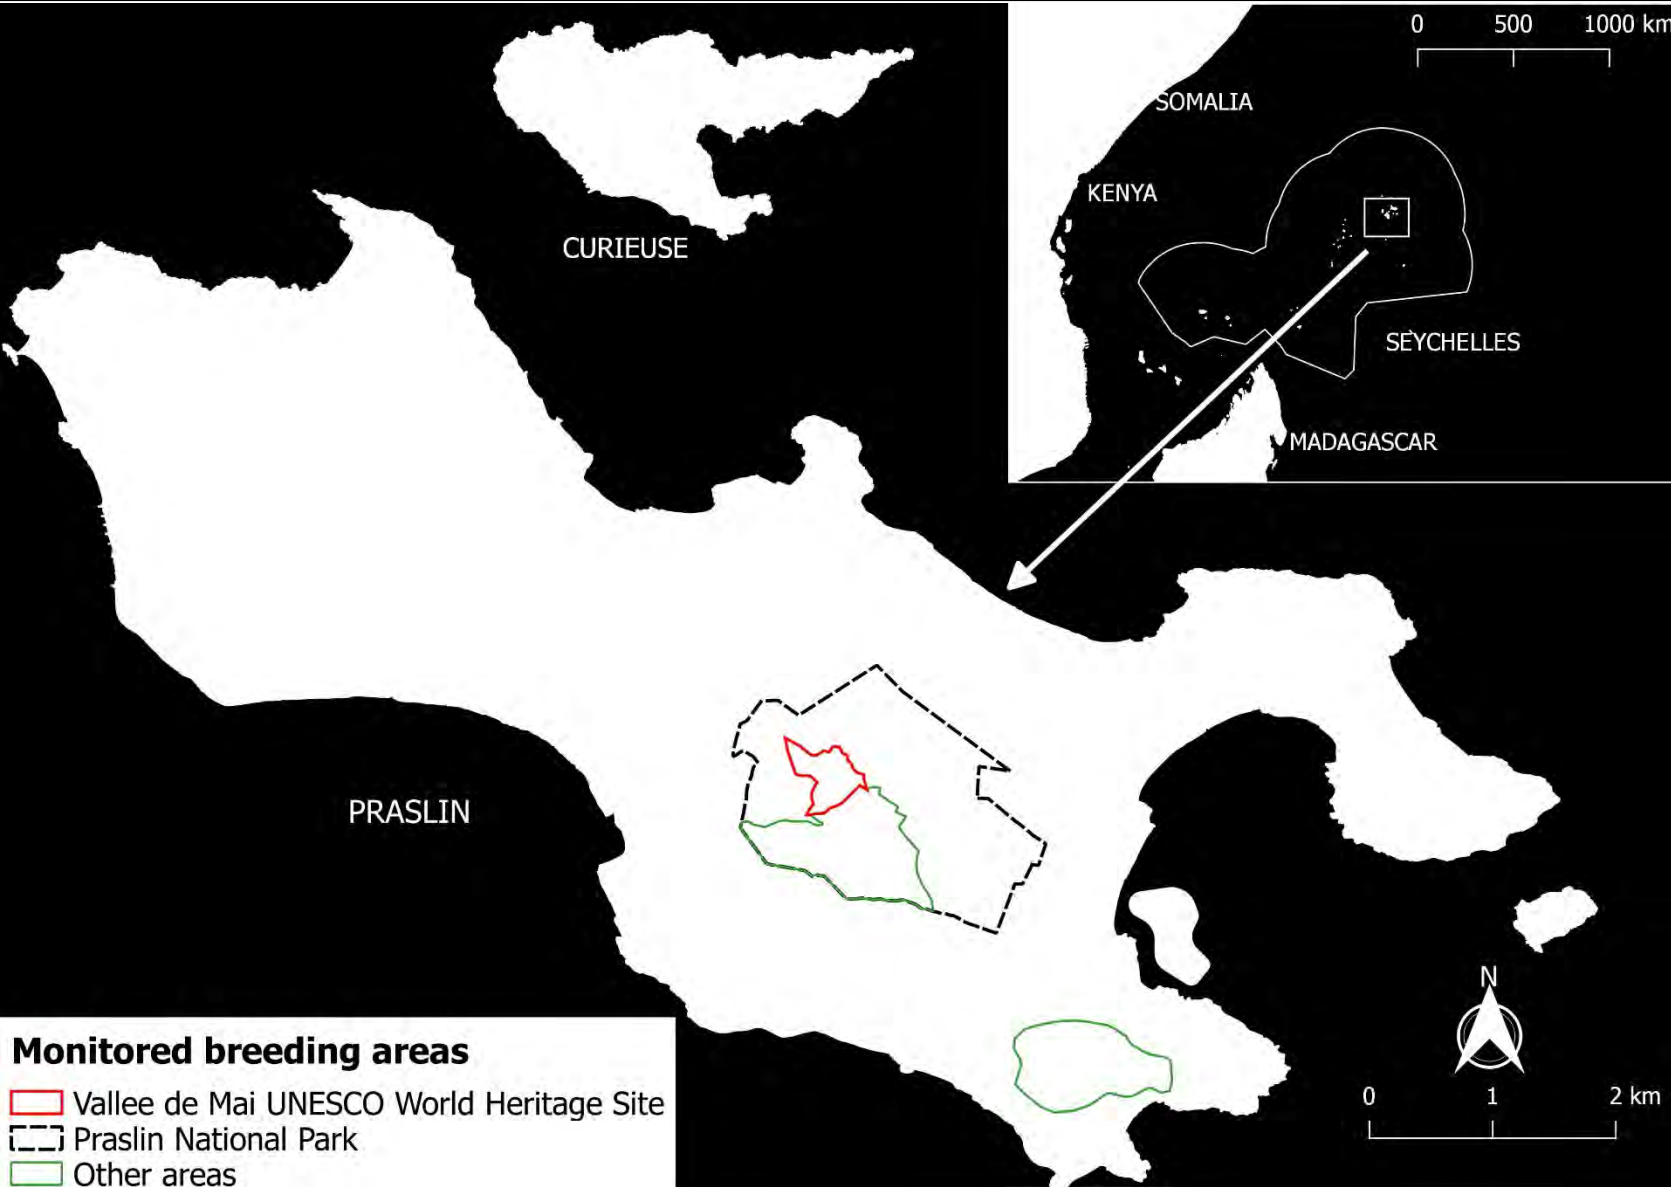 0 500 1000 km
SOMALIA
KENYA
CURIEUSE
SEYCHELLES
MADAGASCAR
PRASLIN
N
Monitored breeding areas
Vallee de Mai UNESCO World Heritage Site
Praslin National Park
Other areas
0 1 2 km